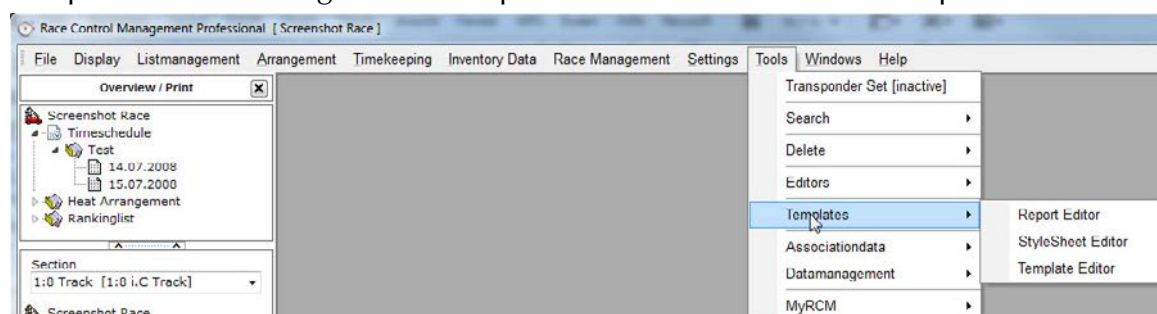 Race Control Management Professional [ Screenshot Race ]
File Display Listmanagement Arrangement Timekeeping Inventory Data Race Management Settings Tools Windows Help
Overview / Print
Screenshot Race
Timeschedule
Test
14.07.2008
15.07.2008
Heat Arrangement
Rankinglist
Section
1:8 Track [1:8 i.C Track]
Screenshot Race
Transponder Set [inactive]
Search
Delete
Editors
Templates
Associationdata
Datamanagement
MyRCM
Report Editor
StyleSheet Editor
Template Editor